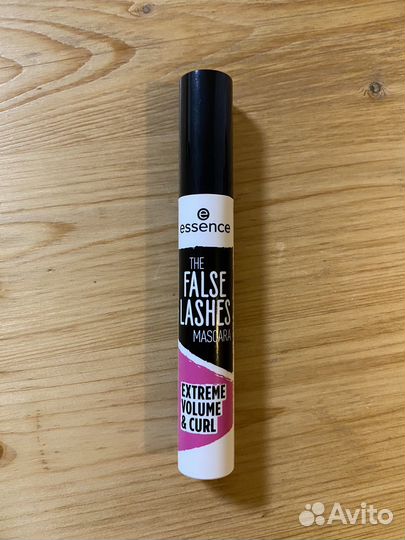 e
essence
THE
FALSE
LASHES
MASCARA
EXTREME
VOLUME
& CURL
Avito